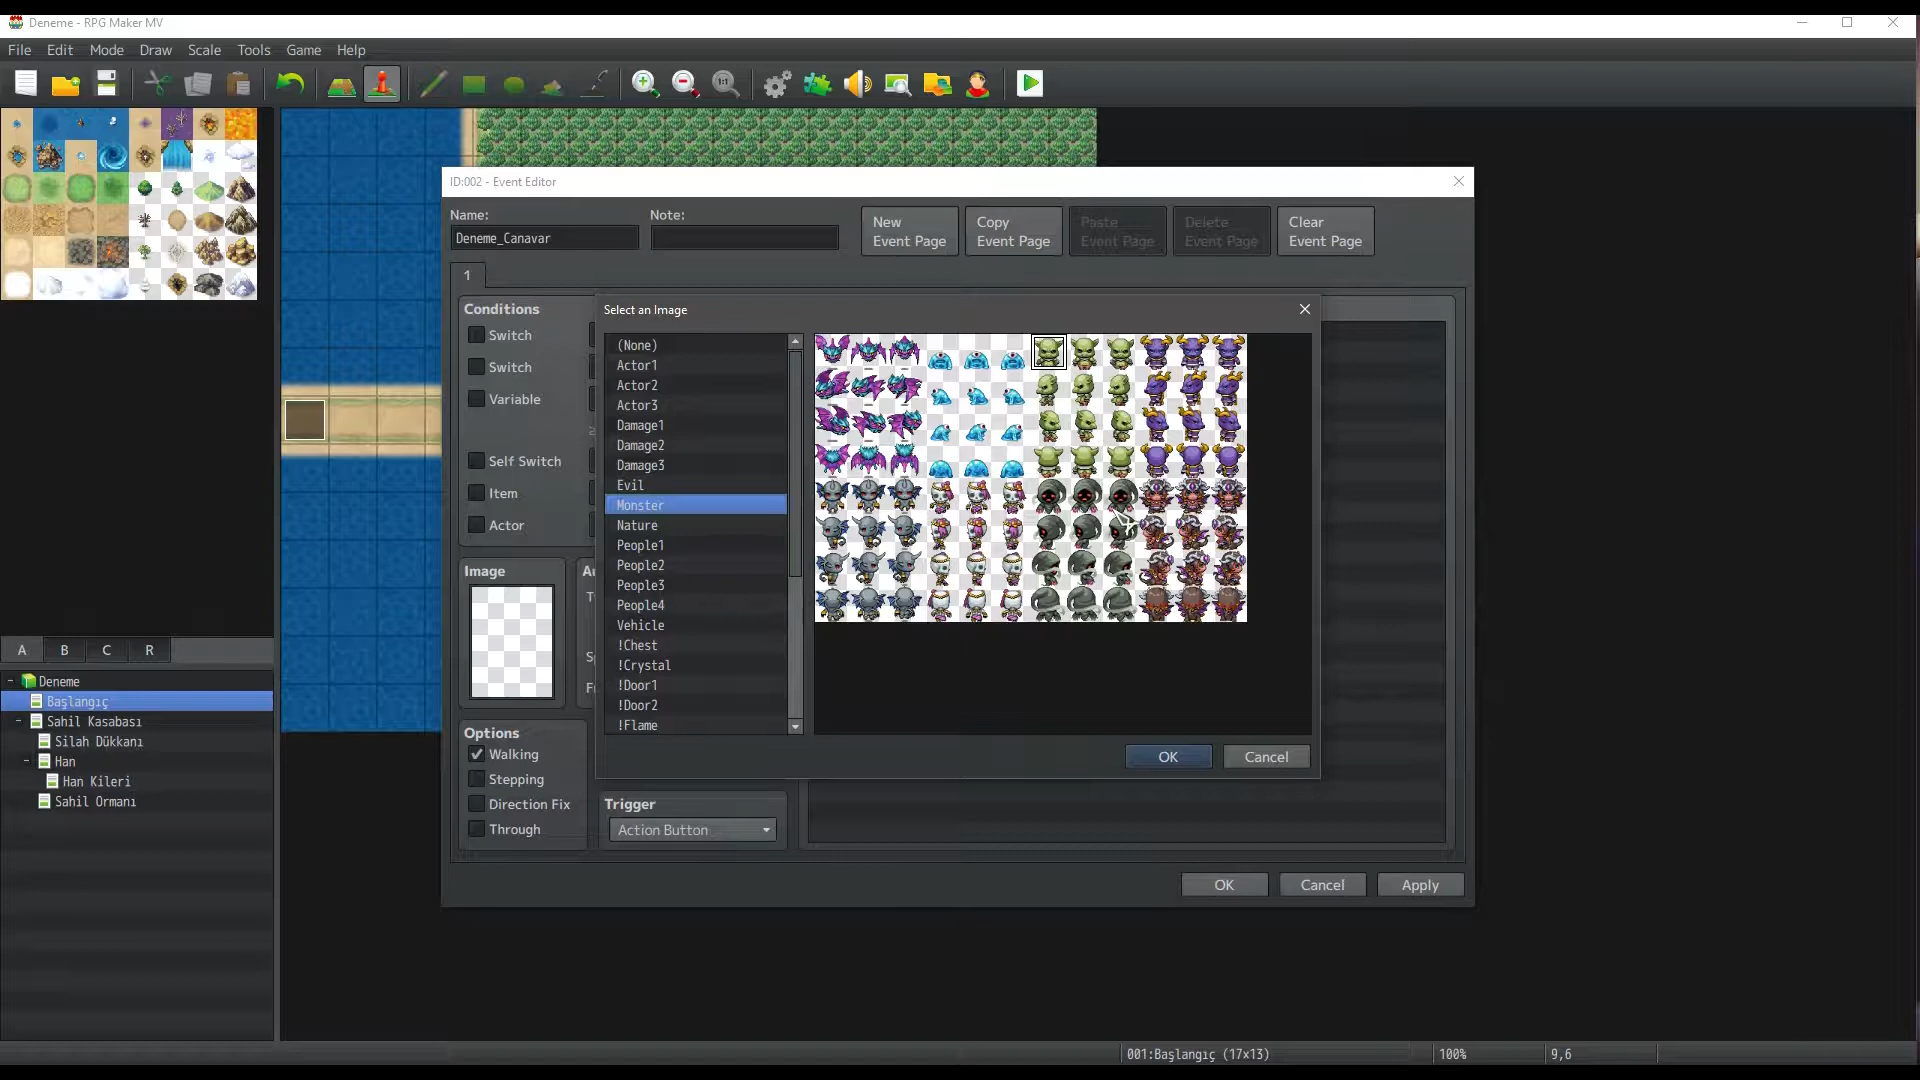 Deneme - RPG Maker MV
File Edit Mode Draw Scale Tools Game Help
1:1
ID:002 - Event Editor
Name:
Note:
Deneme_Canavar
New
Event Page
Copy
Event Page
Paste
Event Page
Delete
Event Page
Clear
Event Page
1
Conditions
Switch
Switch
Variable
Self Switch
Item
Actor
Image
Options
Walking
Stepping
Direction Fix
Through
Trigger
Action Button
Select an Image
(None)
Actor1
Actor2
Actor3
Damage1
Damage2
Damage3
Evil
Monster
Nature
People1
People2
People3
People4
Vehicle
!Chest
!Crystal
!Door1
!Door2
!Flame
OK
Cancel
OK
Cancel
Apply
A B C R
Deneme
Başlangıç
Sahil Kasabası
Silah Dükkanı
Han
Han Kileri
Sahil Ormanı
001:Başlangıç (17x13)
100%
9,6